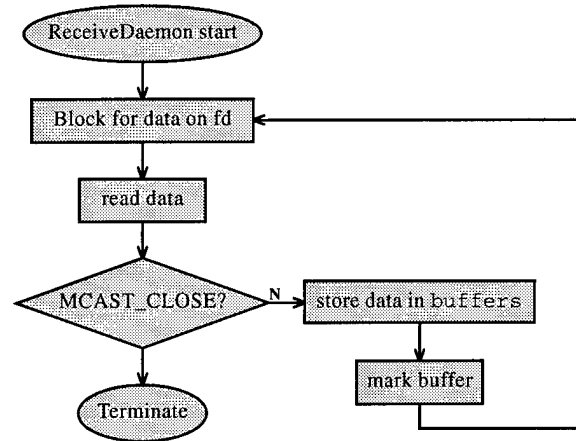 ReceiveDaemon start
Block for data on fd
read data
MCAST_CLOSE?
N
store data in buffers
mark buffer
Terminate